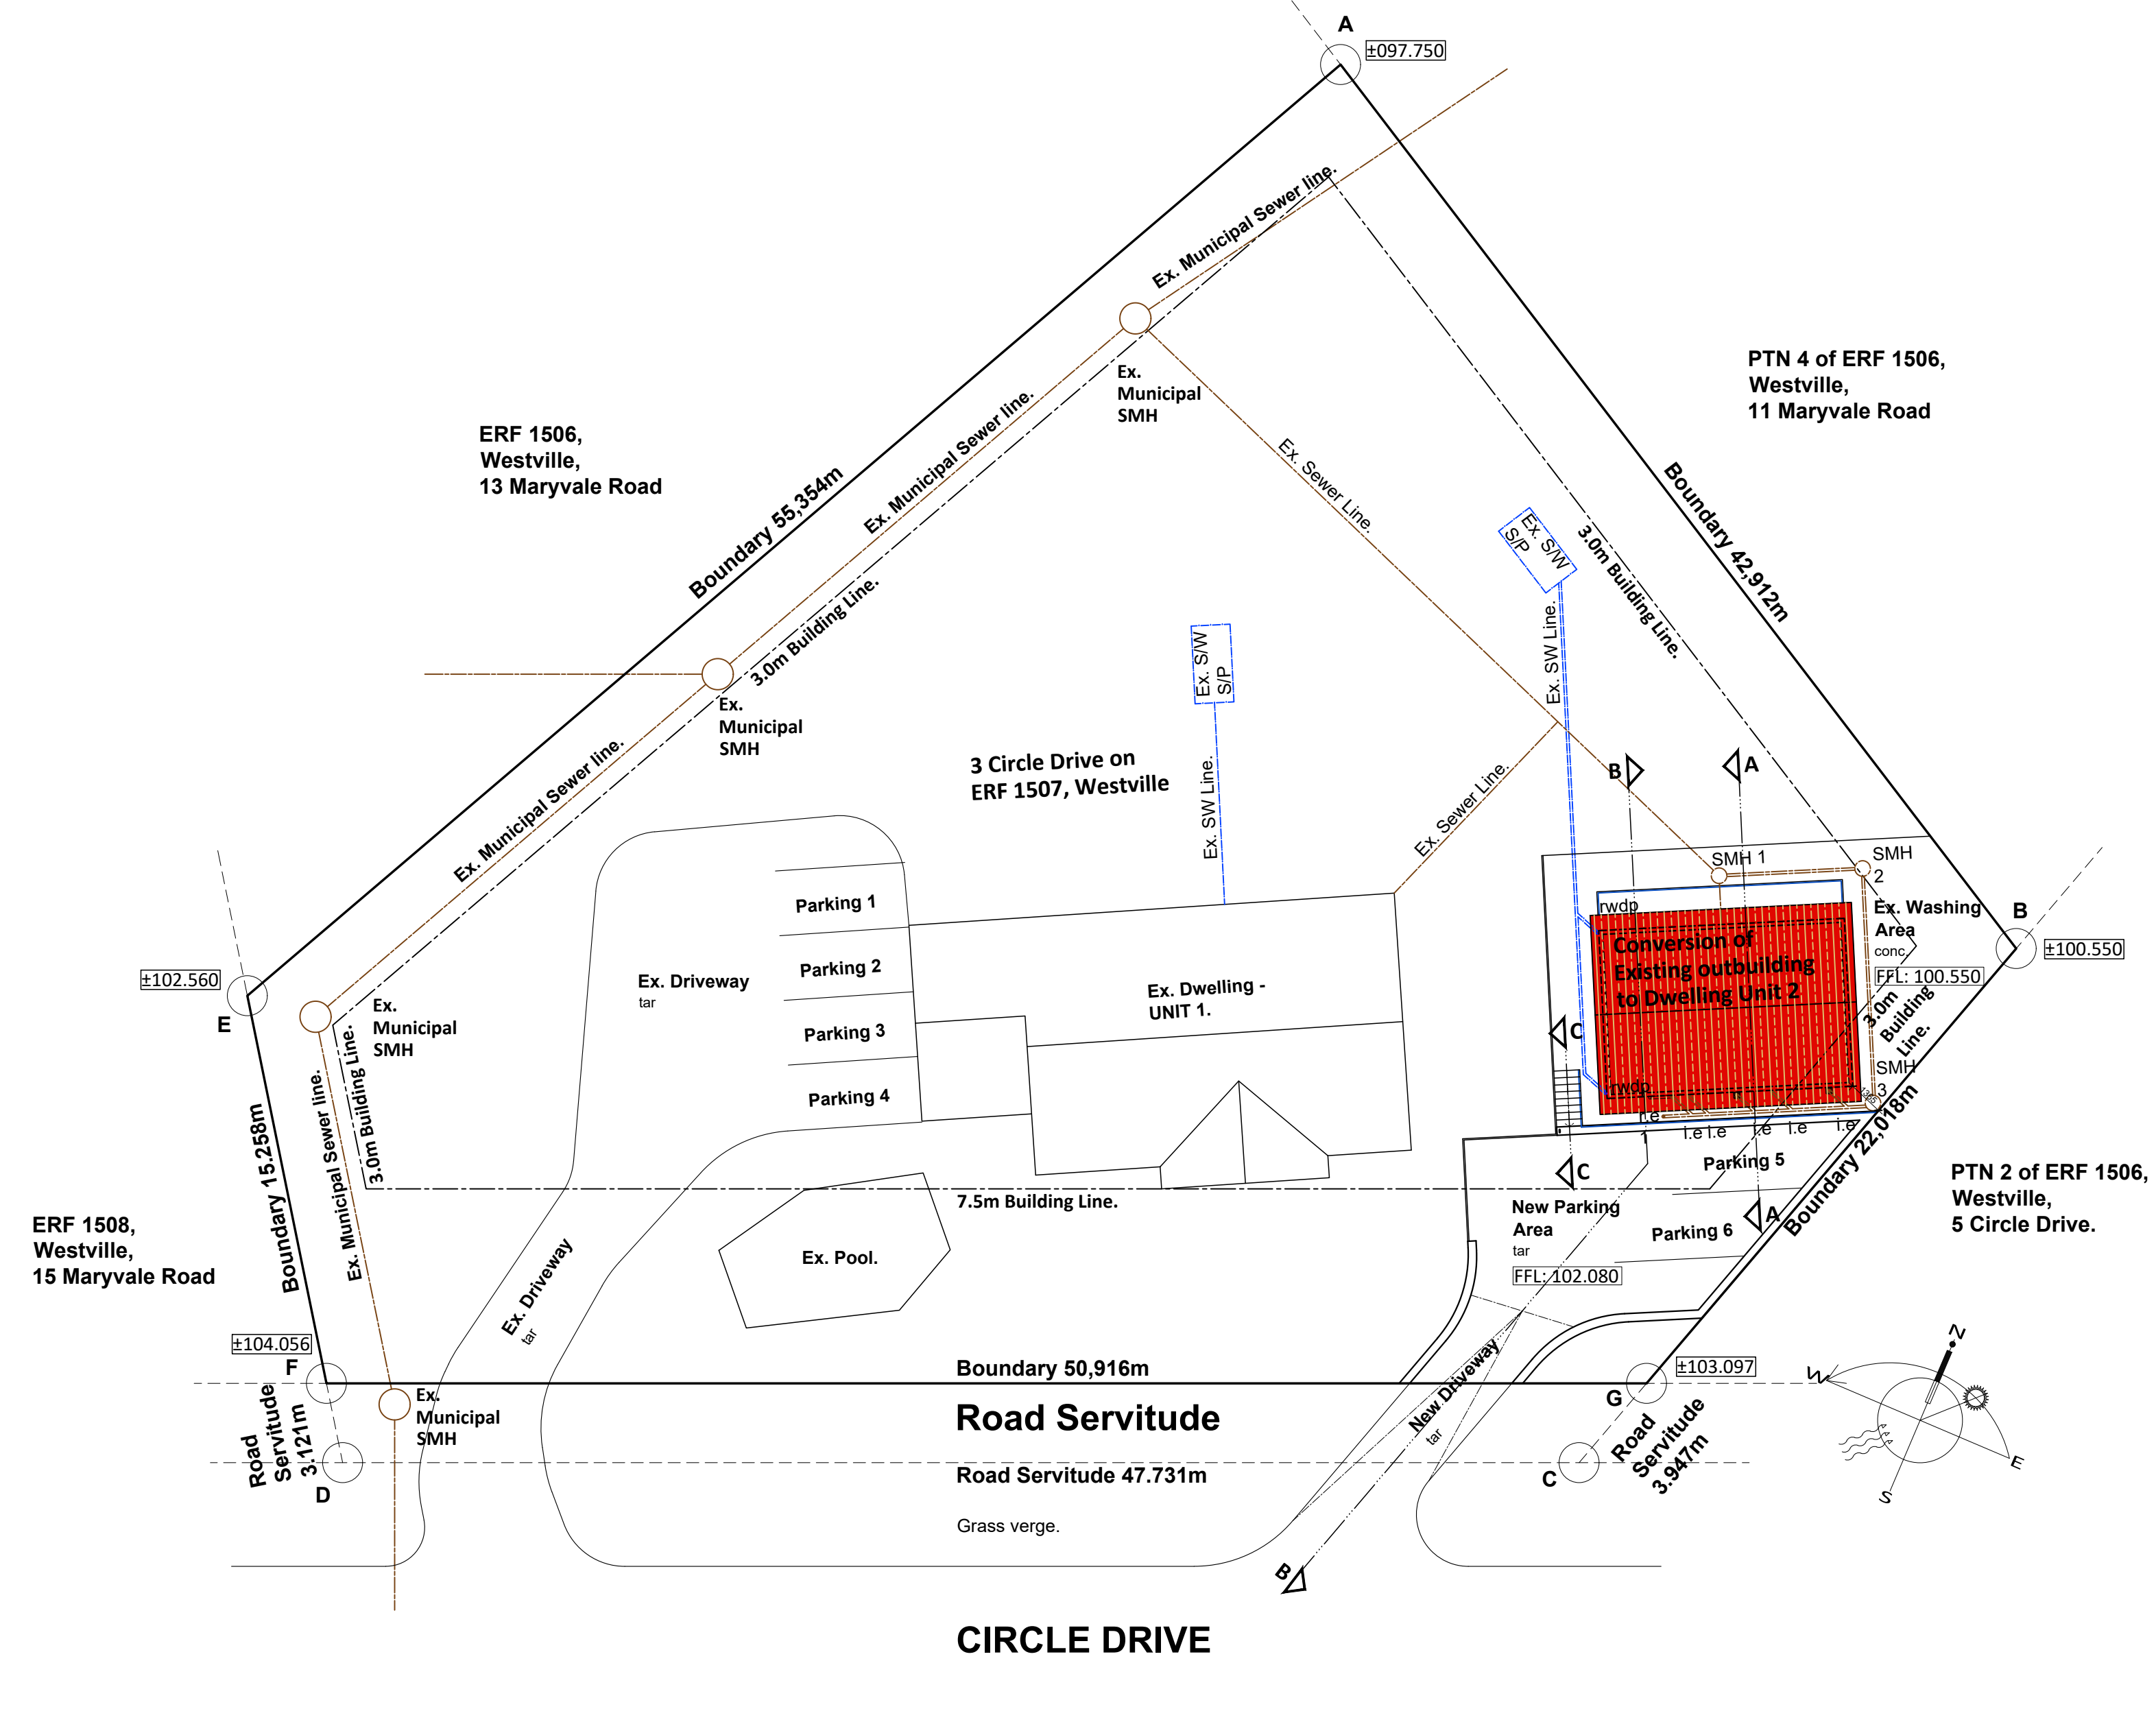 A
±097.750
Ex. Municipal Sewer line.
PTN 4 of ERF 1506,
Westville,
11 Maryvale Road
Ex.
Municipal
SMH
ERF 1506,
Westville,
13 Maryvale Road
Ex. Municipal Sewer line.
Boundary 55,354m
Ex. Sewer Line.
Boundary 42,912m
Ex. S/W
S/P
3.0m Building Line.
3.0m Building Line.
Ex. SW Line.
Ex. S/W
S/P
Ex.
Municipal
SMH
Ex. Municipal Sewer line.
3 Circle Drive on
ERF 1507, Westville
Ex. SW Line.
Ex. Sewer Line.
B
A
SMH 1
SMH
2
rwdp
Ex. Washing
Area
conc.
FFL: 100.550
B
±100.550
Parking 1
Parking 2
Parking 3
Parking 4
Ex. Driveway
tar
Ex. Dwelling -
UNIT 1.
Conversion of
Existing outbuilding
to Dwelling Unit 2
3.0m
Building
Line.
±102.560
E
Ex.
Municipal
SMH
C
SMH
3
1365
rwdp
i.e
1
i.e
i.e
i.e
i.e
i.e
Boundary 22,018m
Boundary 15.258m
Ex. Municipal Sewer line.
3.0m Building Line.
C
Parking 5
7.5m Building Line.
New Parking
Area
tar
FFL: 102.080
Parking 6
A
PTN 2 of ERF 1506,
Westville,
5 Circle Drive.
ERF 1508,
Westville,
15 Maryvale Road
Ex. Driveway
tar
Ex. Pool.
±104.056
F
Boundary 50,916m
±103.097
G
N
W
E
S
Road
Servitude
3.121m
D
Ex.
Municipal
SMH
Road Servitude
New Driveway
tar
Road
Servitude
3.947m
C
Road Servitude 47.731m
Grass verge.
B
CIRCLE DRIVE